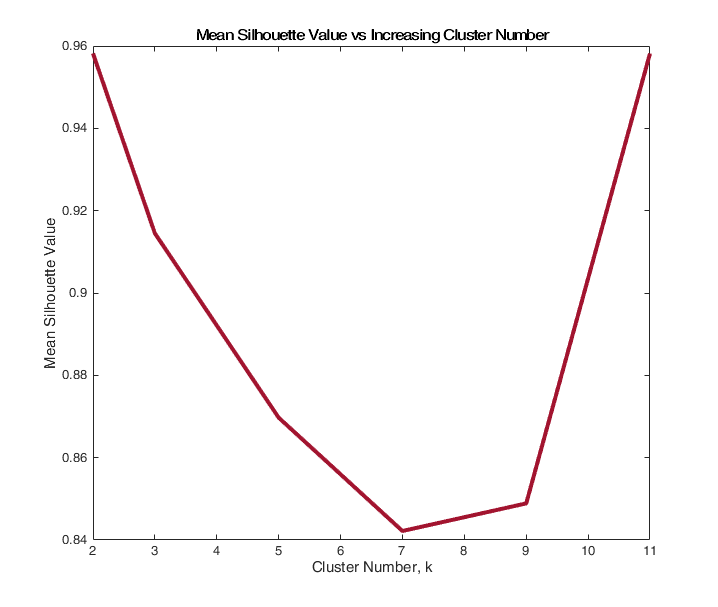 Mean Silhouette Value vs Increasing Cluster Number
0.96
0.94
0.92
0.9
0.88
0.86
0.84
Mean Silhouette Value
2 3 4 5 6 7 8 9 10 11
Cluster Number, k